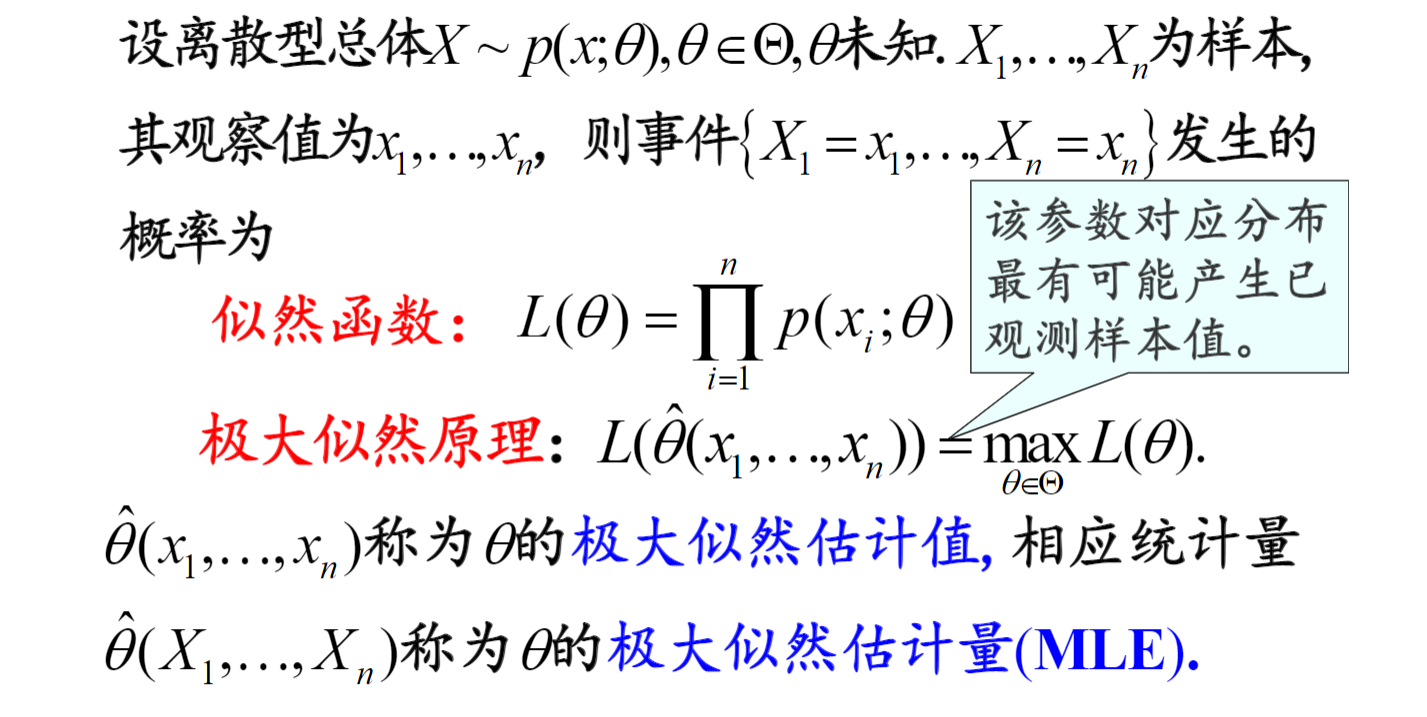 设离散型总体X ~ p(x;θ),θ∈Θ,θ未知. X₁,…,Xₙ为样本,
其观察值为x₁,…,xₙ, 则事件{X₁ = x₁,…,Xₙ = xₙ}发生的
概率为
似然函数: L(θ) = ∏ᵢ₌₁ⁿ p(xᵢ;θ)
该参数对应分布
最有可能产生已
观测样本值。
极大似然原理: L(θ̂(x₁,…,xₙ)) = max_{θ∈Θ} L(θ).
θ̂(x₁,…,xₙ)称为θ的极大似然估计值, 相应统计量
θ̂(X₁,…,Xₙ)称为θ的极大似然估计量(MLE).